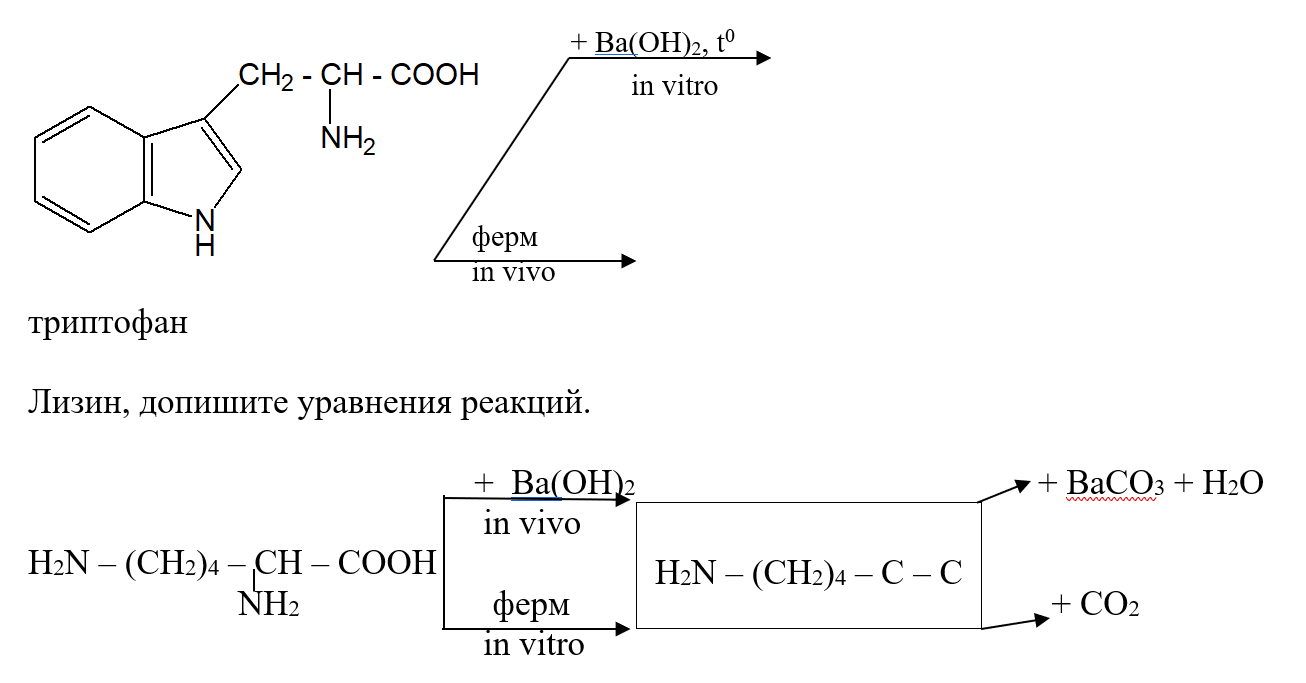 + Ba(OH)₂, t⁰
in vitro
CH₂ - CH - COOH
NH₂
N
H
ферм
in vivo
триптофан
Лизин, допишите уравнения реакций.
+ Ba(OH)₂
in vivo
+ BaCO₃ + H₂O
H₂N – (CH₂)₄ – CH – COOH
NH₂
H₂N – (CH₂)₄ – C – C
ферм
in vitro
+ CO₂